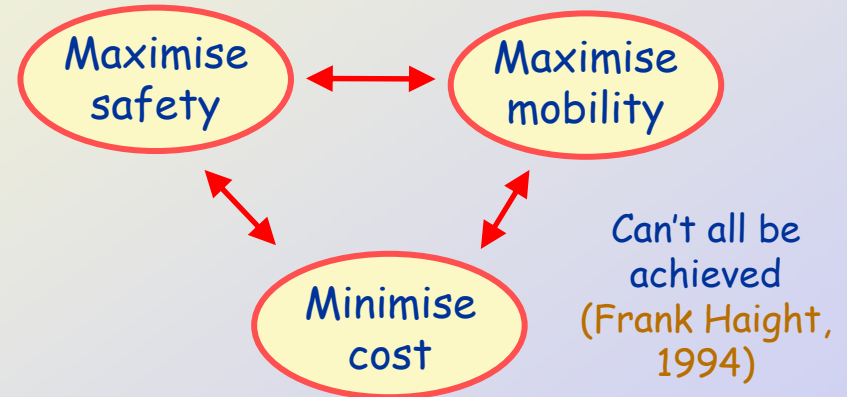 Maximise
safety
Maximise
mobility
Minimise
cost
Can't all be
achieved
(Frank Haight,
1994)